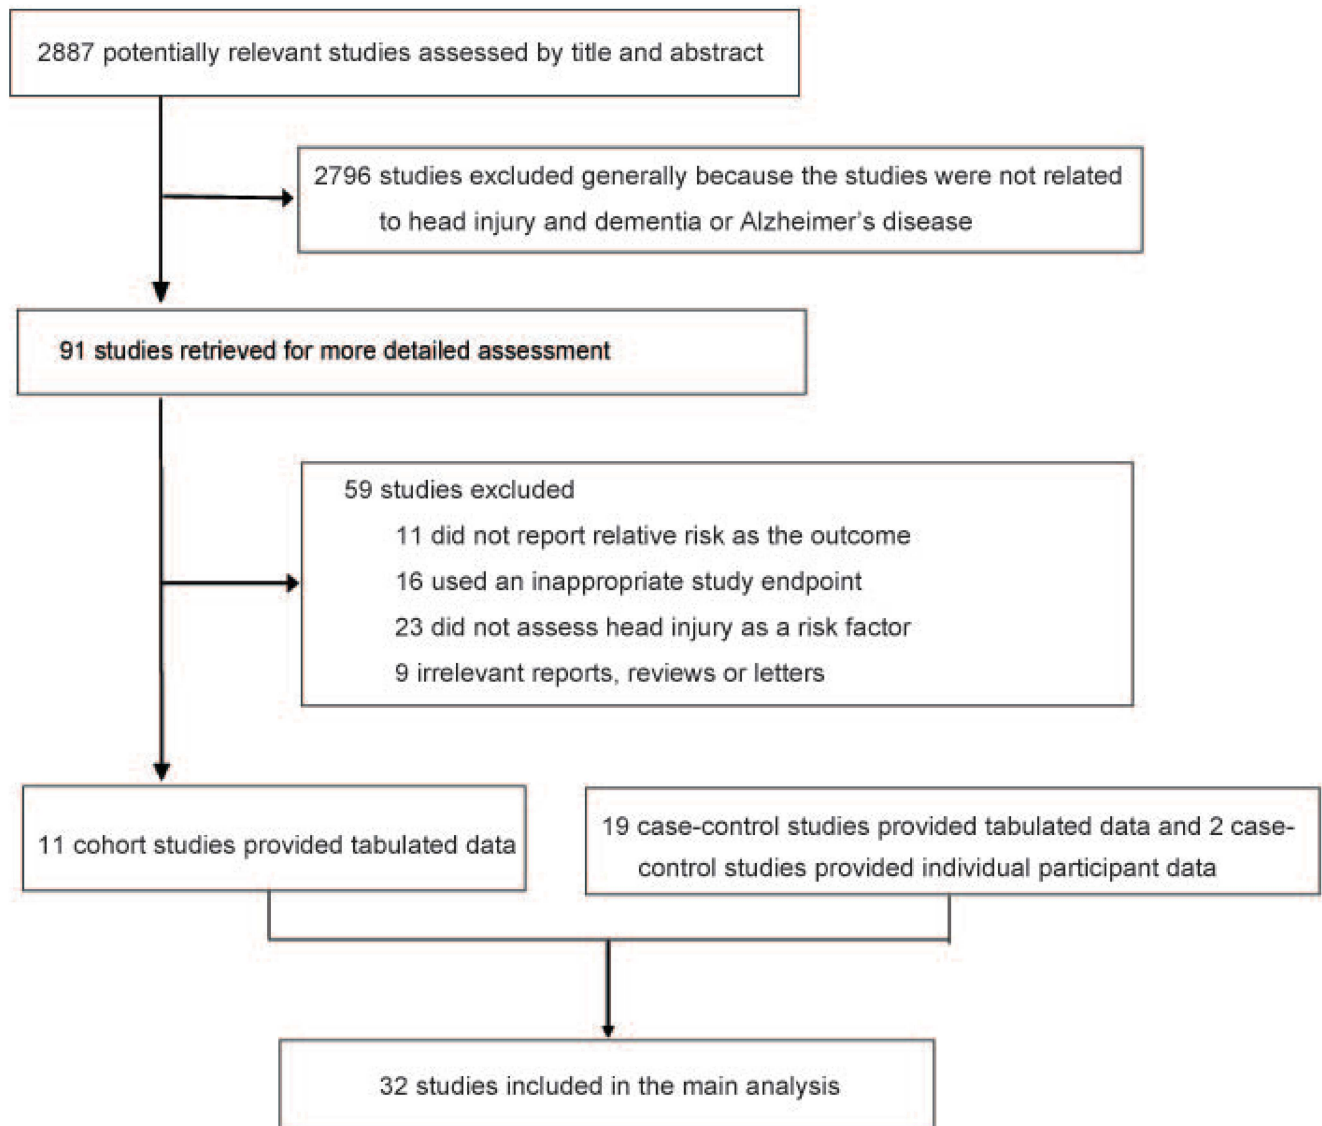 2887 potentially relevant studies assessed by title and abstract
2796 studies excluded generally because the studies were not related
to head injury and dementia or Alzheimer's disease
91 studies retrieved for more detailed assessment
59 studies excluded
11 did not report relative risk as the outcome
16 used an inappropriate study endpoint
23 did not assess head injury as a risk factor
9 irrelevant reports, reviews or letters
11 cohort studies provided tabulated data
19 case-control studies provided tabulated data and 2 case-
control studies provided individual participant data
32 studies included in the main analysis